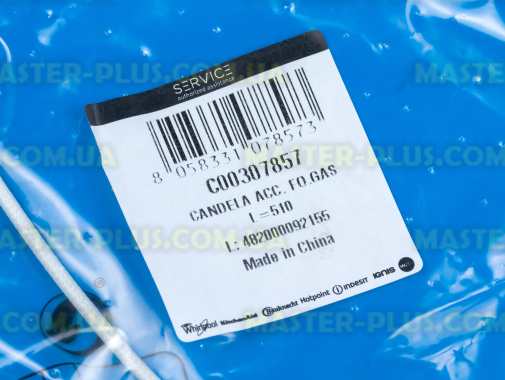 SERVICE
authorized assistance
8 058331 078573
C00307857
CANDELA ACC. FO.GAS
L=510
L: 482000092155
Made in China
Whirlpool KitchenAid Bauknecht Hotpoint indesit IGNIS
MASTER-PLUS.COM.UA